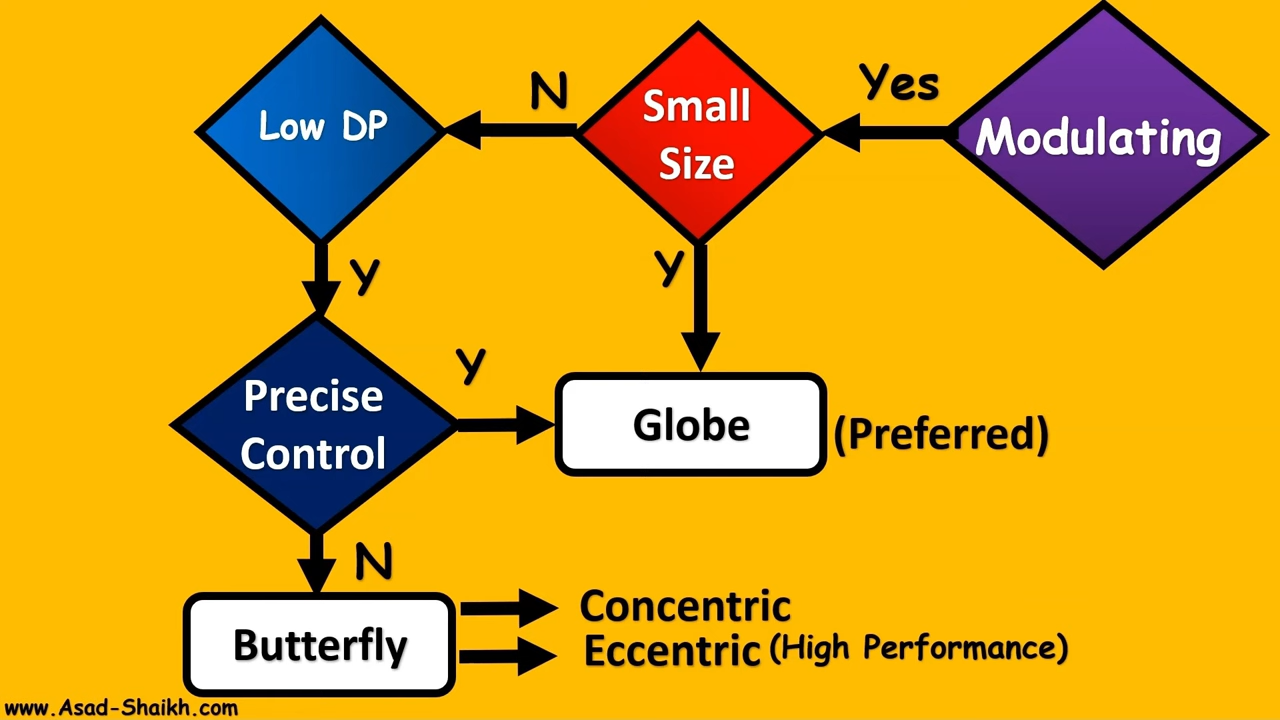 Low DP
N
Small
Size
Yes
Modulating
Y
Y
Precise
Control
Y
Globe
(Preferred)
N
Butterfly
Concentric
Eccentric (High Performance)
www.Asad-Shaikh.com